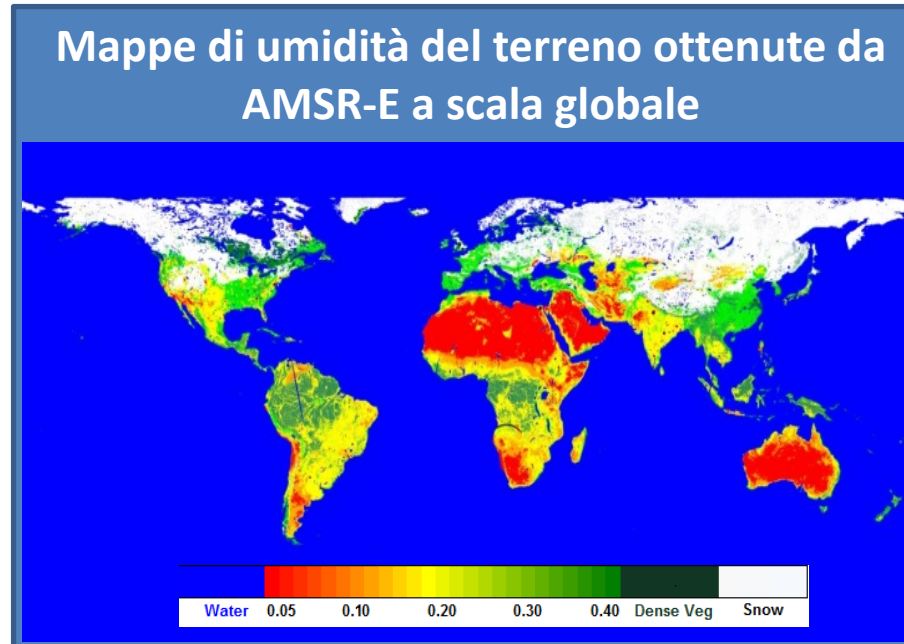 Mappe di umidità del terreno ottenute da
AMSR-E a scala globale
Water 0.05 0.10 0.20 0.30 0.40 Dense Veg Snow